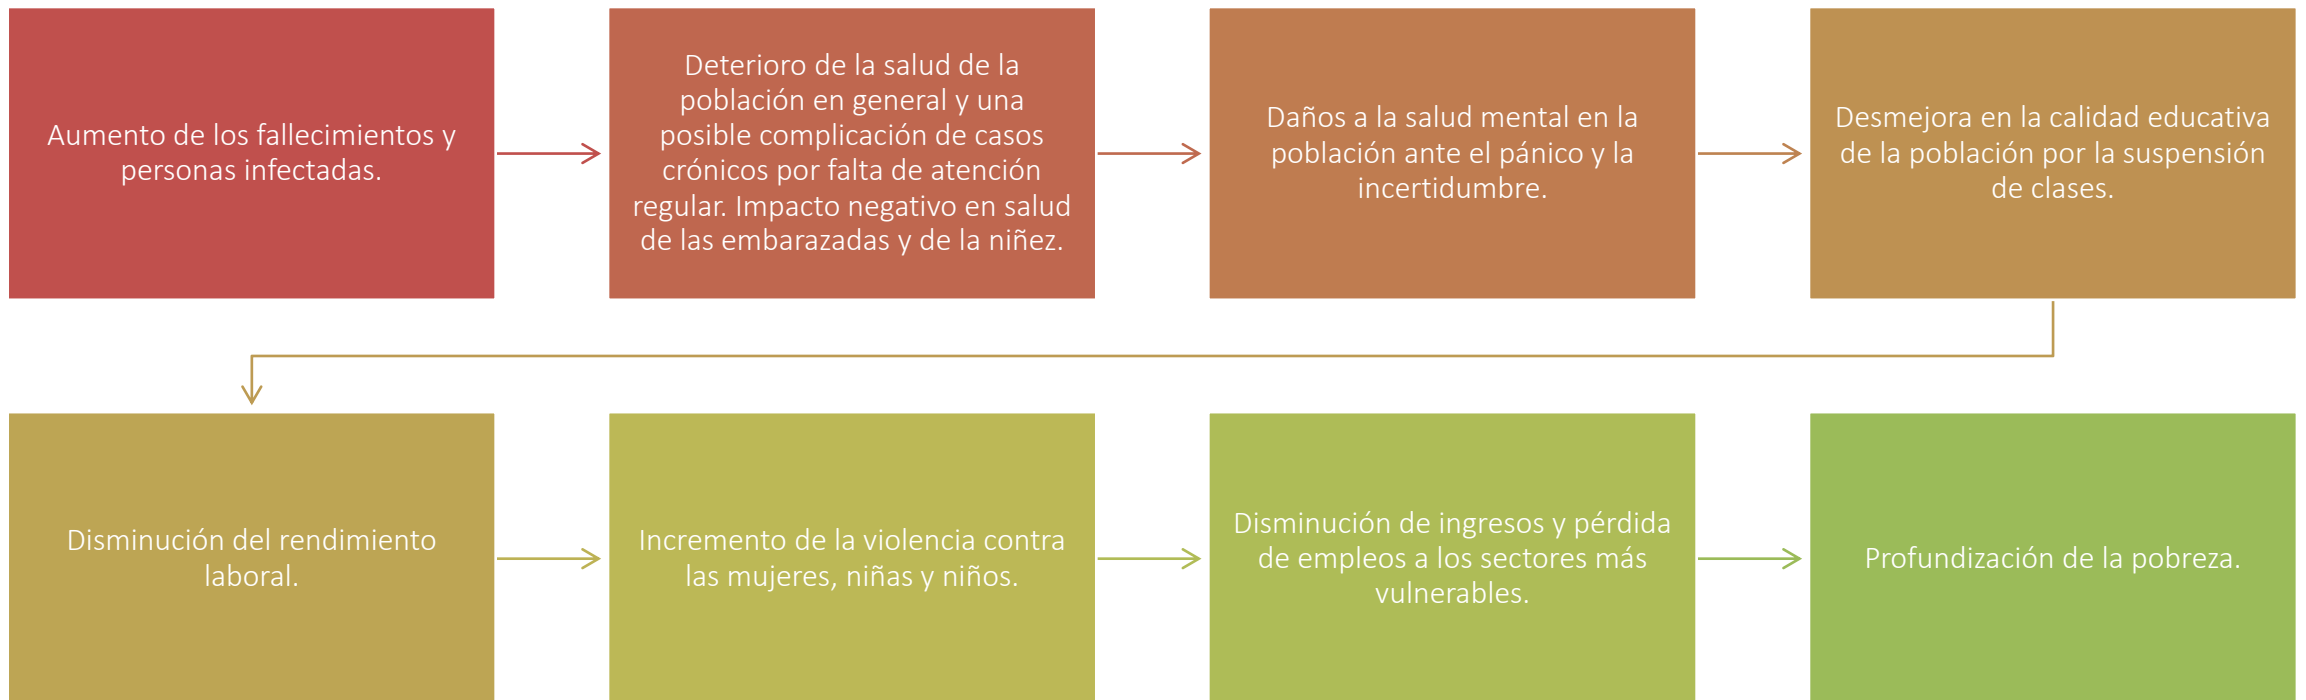 Aumento de los fallecimientos y
personas infectadas.
Deterioro de la salud de la
población en general y una
posible complicación de casos
crónicos por falta de atención
regular. Impacto negativo en salud
de las embarazadas y de la niñez.
Daños a la salud mental en la
población ante el pánico y la
incertidumbre.
Desmejora en la calidad educativa
de la población por la suspensión
de clases.
Disminución del rendimiento
laboral.
Incremento de la violencia contra
las mujeres, niñas y niños.
Disminución de ingresos y pérdida
de empleos a los sectores más
vulnerables.
Profundización de la pobreza.